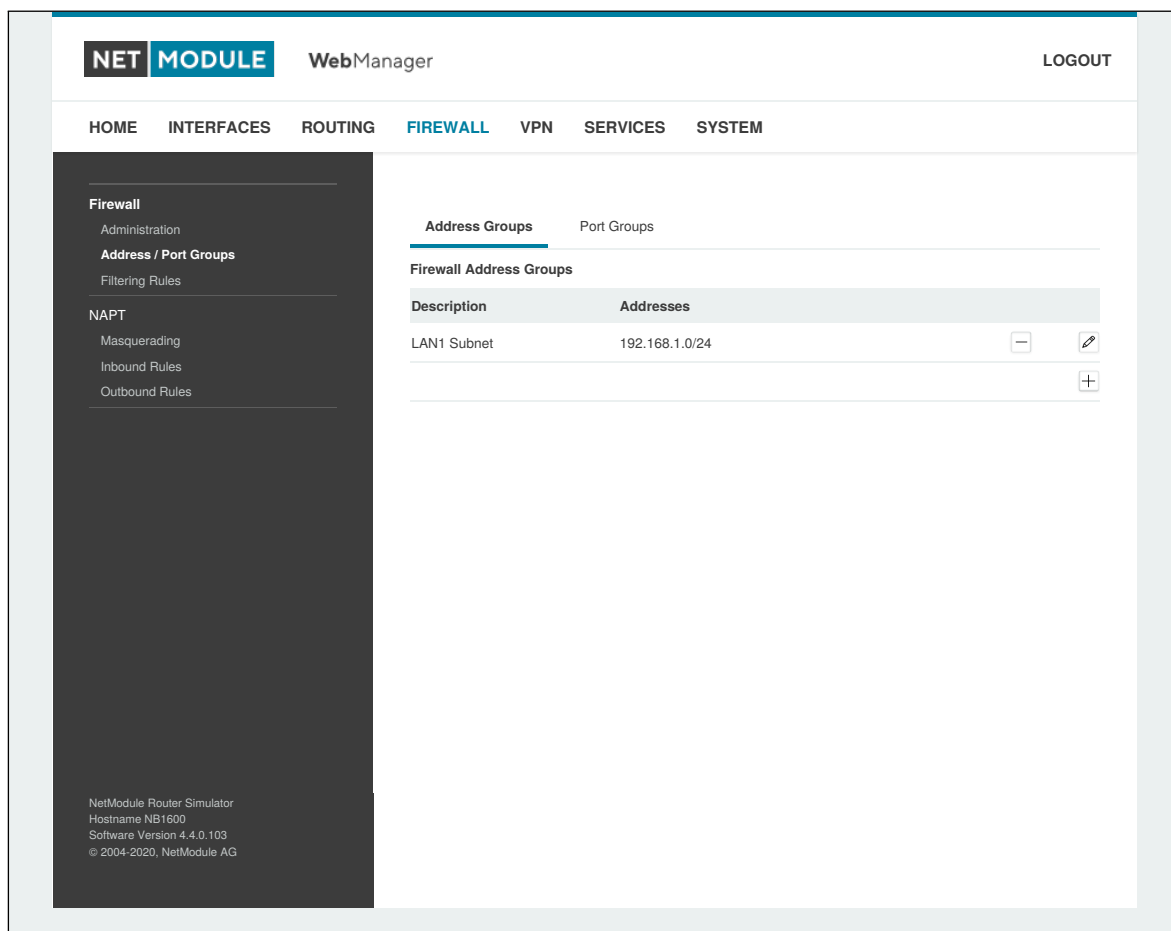 NET MODULE WebManager LOGOUT
HOME INTERFACES ROUTING FIREWALL VPN SERVICES SYSTEM
Firewall
Administration
Address / Port Groups
Filtering Rules
NAPT
Masquerading
Inbound Rules
Outbound Rules
NetModule Router Simulator
Hostname NB1600
Software Version 4.4.0.103
© 2004-2020, NetModule AG
Address Groups Port Groups
Firewall Address Groups
Description Addresses
LAN1 Subnet 192.168.1.0/24